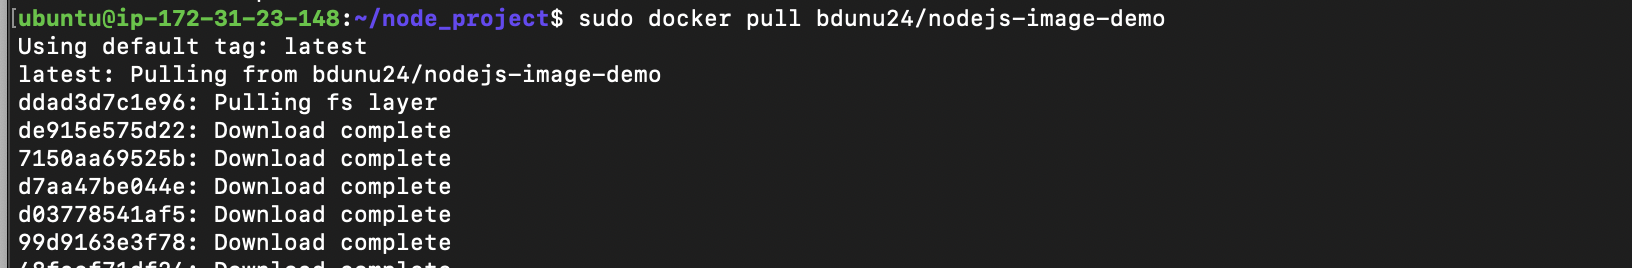 [ubuntu@ip-172-31-23-148:~/node_project$ sudo docker pull bdunu24/nodejs-image-demo
Using default tag: latest
latest: Pulling from bdunu24/nodejs-image-demo
ddad3d7c1e96: Pulling fs layer
de915e575d22: Download complete
7150aa69525b: Download complete
d7aa47be044e: Download complete
d03778541af5: Download complete
99d9163e3f78: Download complete
Download complete